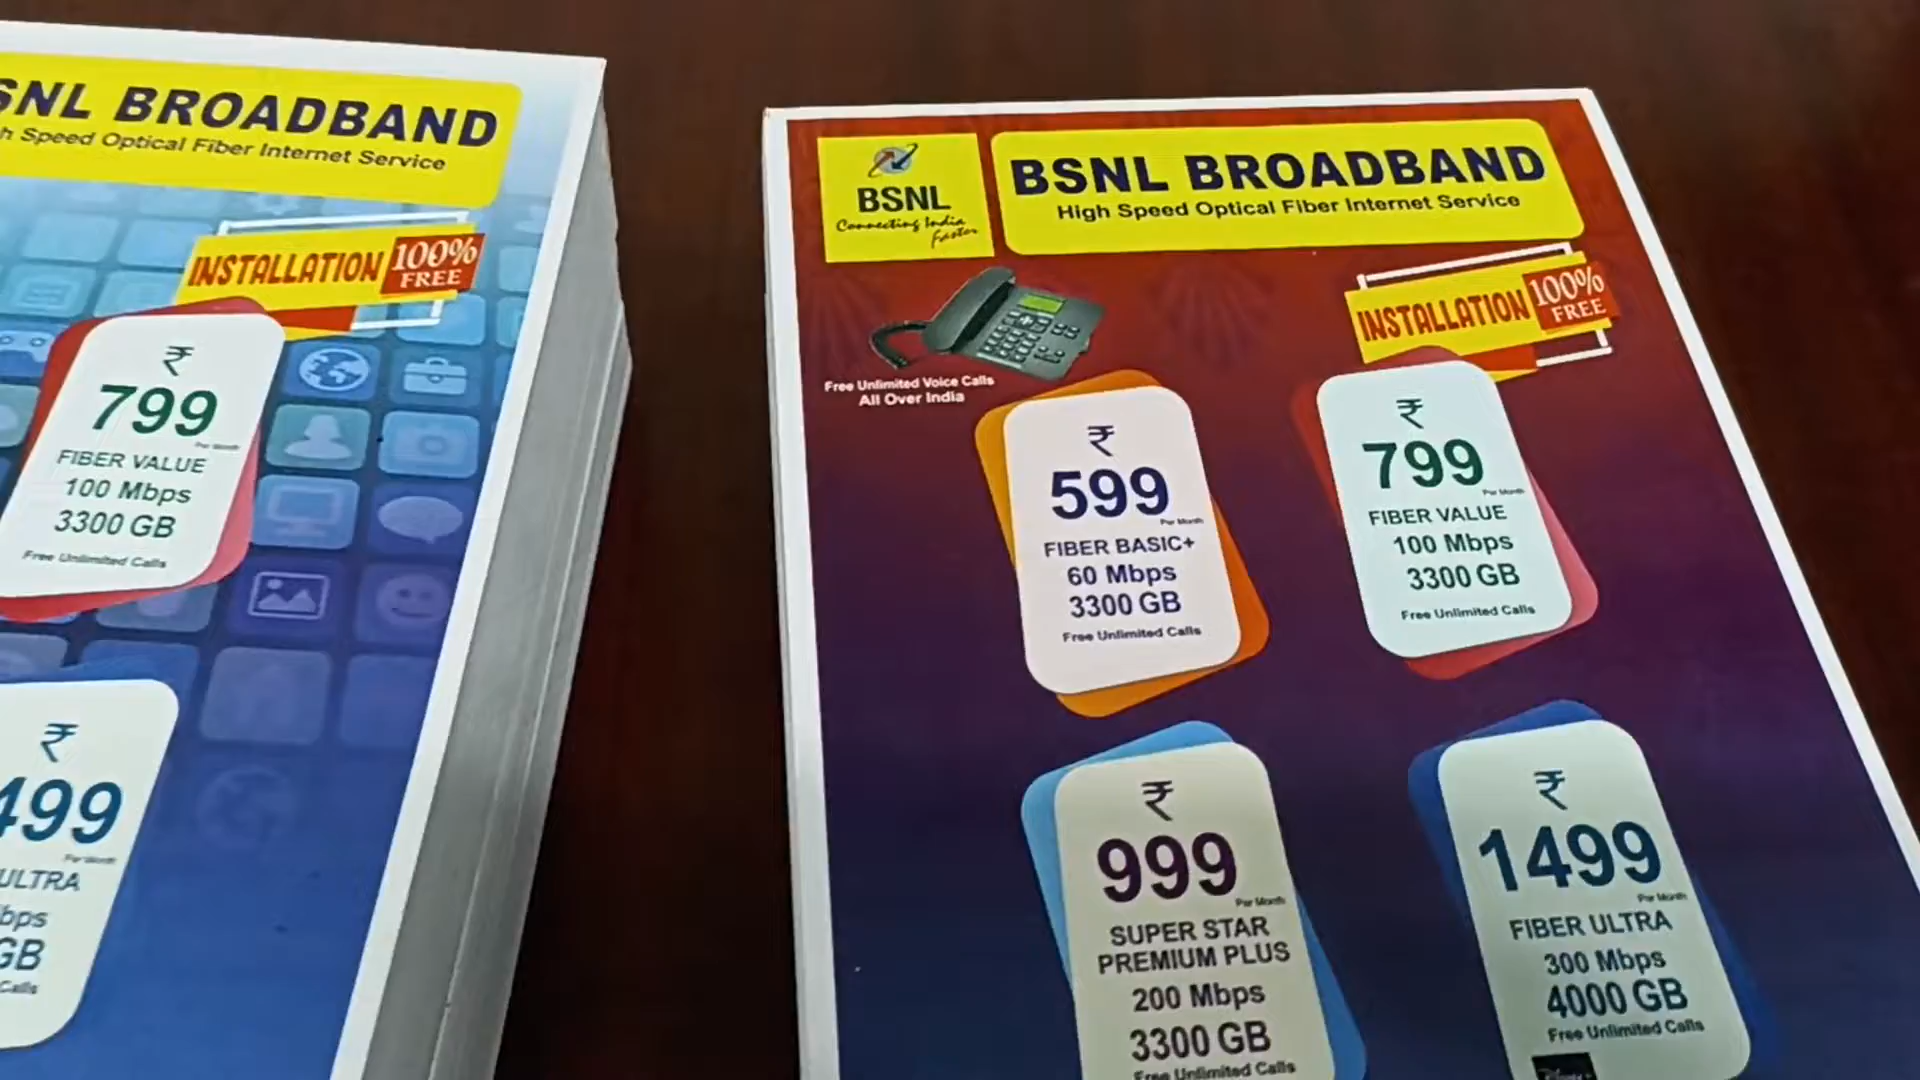 BROADBAND
Speed Optical Fiber Internet Service
INSTALLATION 100% FREE
₹
799
Per Month
FIBER VALUE
100 Mbps
3300 GB
Free Unlimited Calls
₹
499
Per Month
ULTRA
bps
GB
Calls
BSNL
Connecting India
Faster
BSNL BROADBAND
High Speed Optical Fiber Internet Service
INSTALLATION 100% FREE
Free Unlimited Voice Calls
All Over India
₹
599
Per Month
FIBER BASIC+
60 Mbps
3300 GB
Free Unlimited Calls
₹
799
Per Month
FIBER VALUE
100 Mbps
3300 GB
Free Unlimited Calls
₹
999
Per Month
SUPER STAR
PREMIUM PLUS
200 Mbps
3300 GB
Free Unlimited Calls
₹
1499
Per Month
FIBER ULTRA
300 Mbps
4000 GB
Free Unlimited Calls